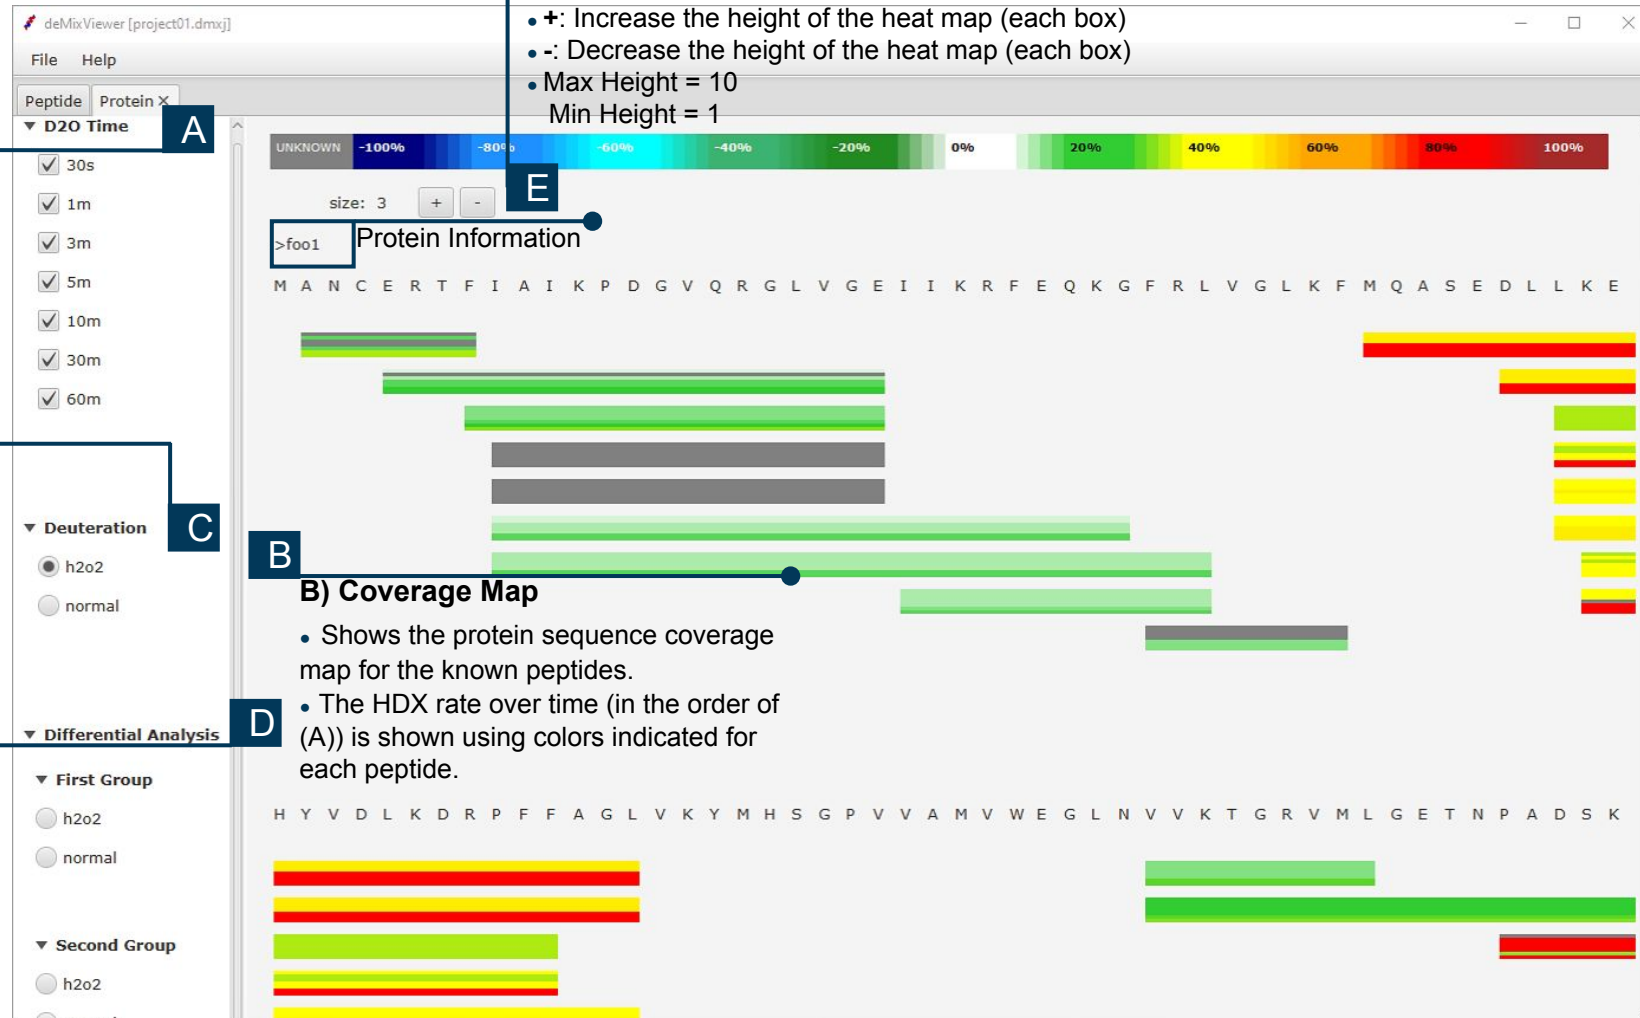 deMixViewer [project01.dmxj]
• +: Increase the height of the heat map (each box)
File Help
• -: Decrease the height of the heat map (each box)
• Max Height = 10
Min Height = 1
Peptide Protein ×
D2O Time
A
30s
1m
3m
5m
10m
30m
60m
UNKNOWN -100% -80% -60% -40% -20% 0% 20% 40% 60% 80% 100%
size: 3 + -
E
>foo1
Protein Information
M A N C E R T F I A I K P D G V Q R G L V G E I I K R F E Q K G F R L V G L K F M Q A S E D L L K E
Deuteration
C
h2o2
normal
B
B) Coverage Map
• Shows the protein sequence coverage
map for the known peptides.
• The HDX rate over time (in the order of
(A)) is shown using colors indicated for
each peptide.
Differential Analysis
D
First Group
h2o2
normal
Second Group
h2o2
H Y V D L K D R P F F A G L V K Y M H S G P V V A M V W E G L N V V K T G R V M L G E T N P A D S K